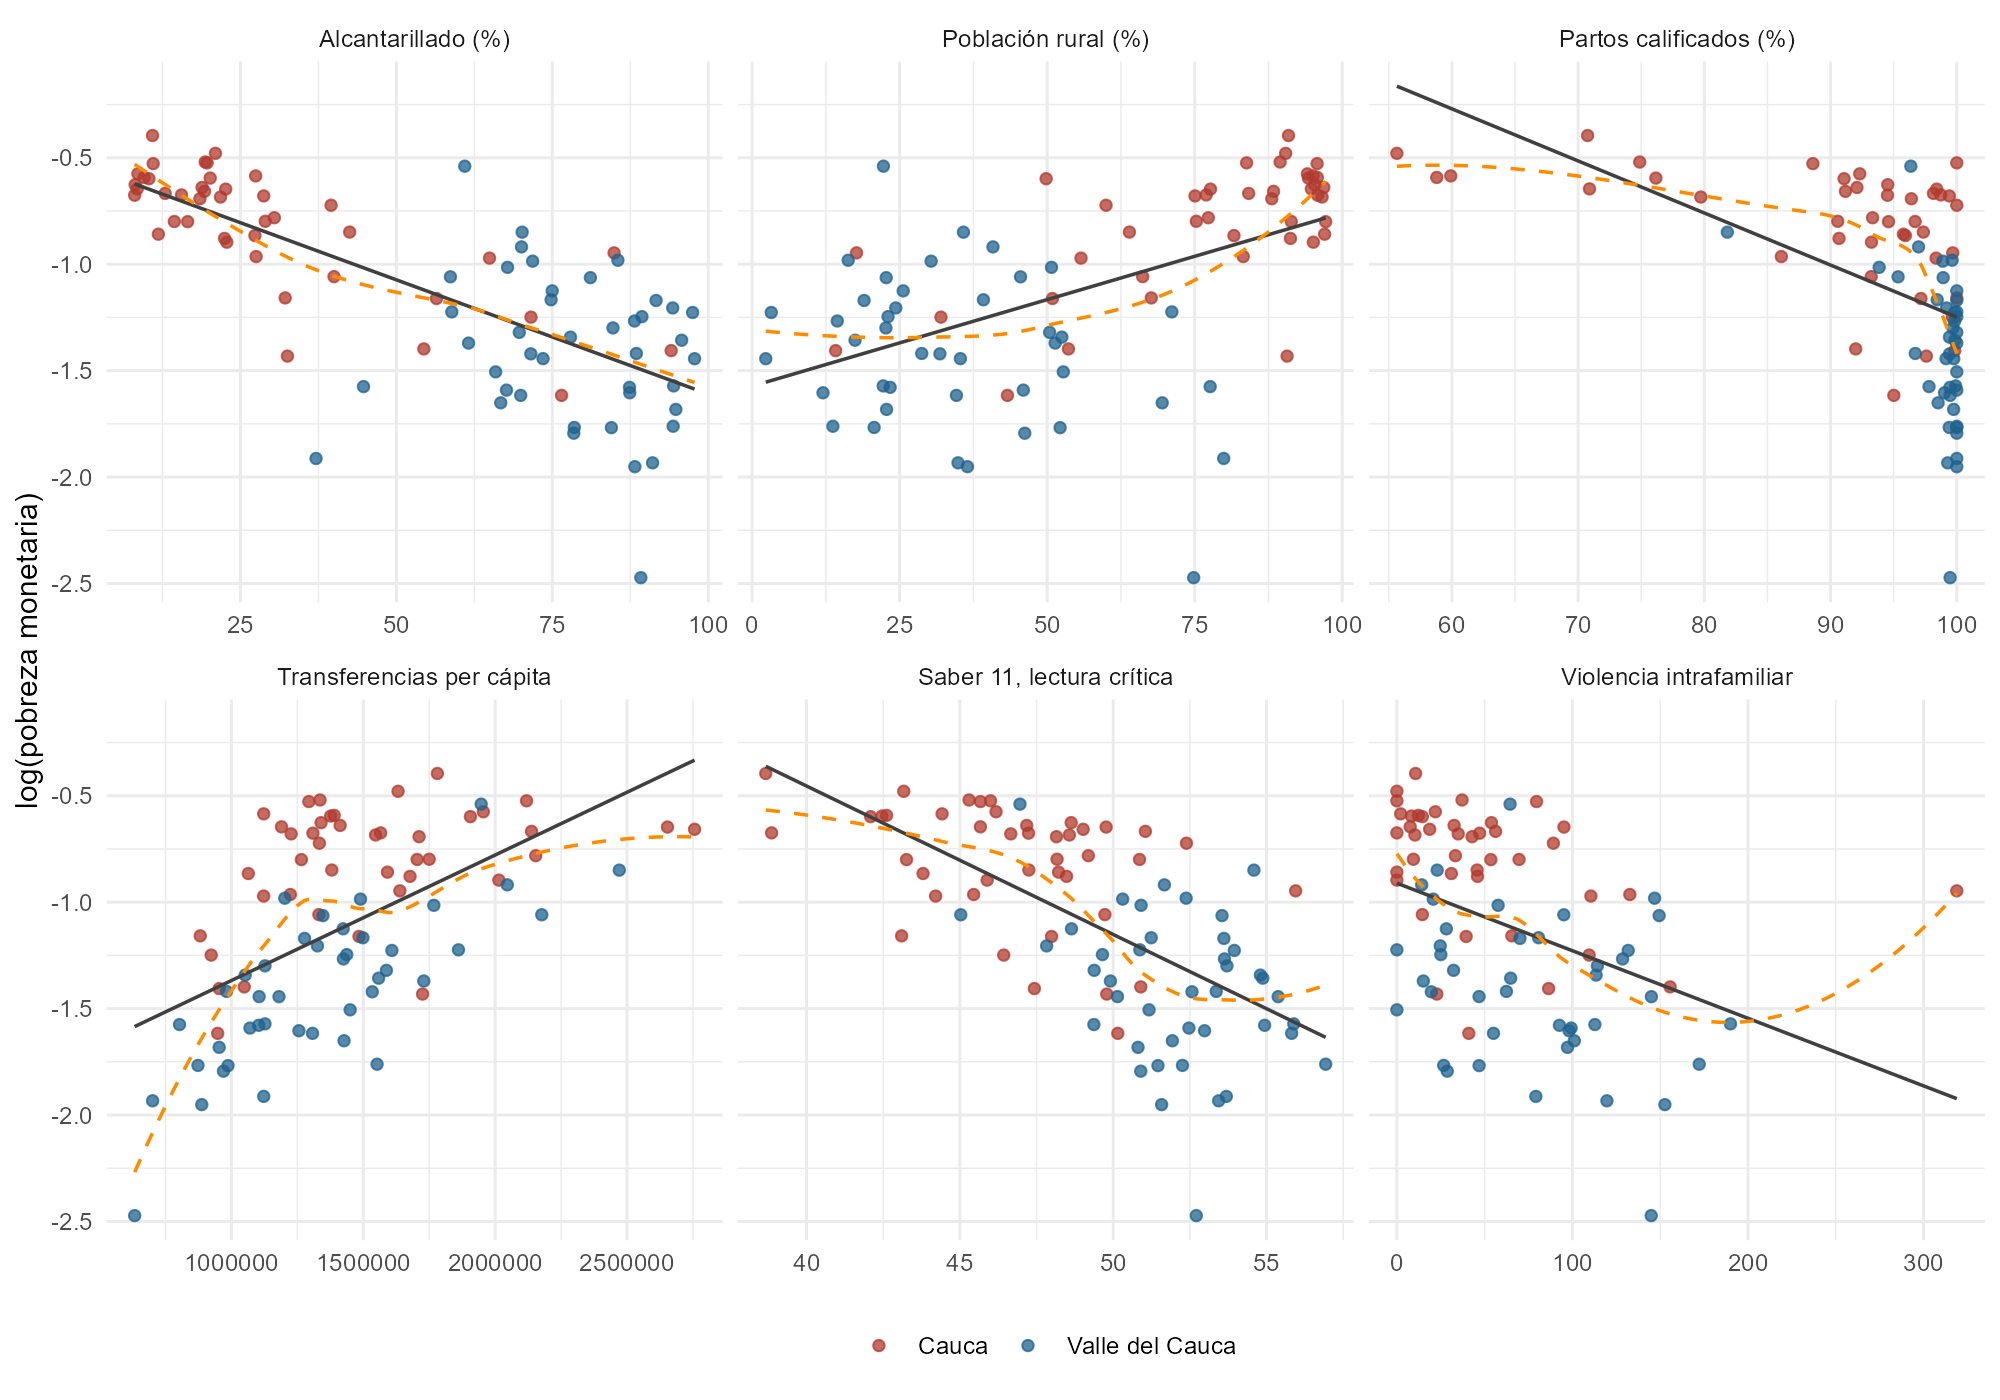 Alcantarillado (%)
Población rural (%)
Partos calificados (%)
log(pobreza monetaria)
-0.5
-1.0
-1.5
-2.0
-2.5
25 50 75 100
0 25 50 75 100
60 70 80 90 100
Transferencias per cápita
Saber 11, lectura crítica
Violencia intrafamiliar
-0.5
-1.0
-1.5
-2.0
-2.5
1000000 1500000 2000000 2500000
40 45 50 55
0 100 200 300
Cauca
Valle del Cauca